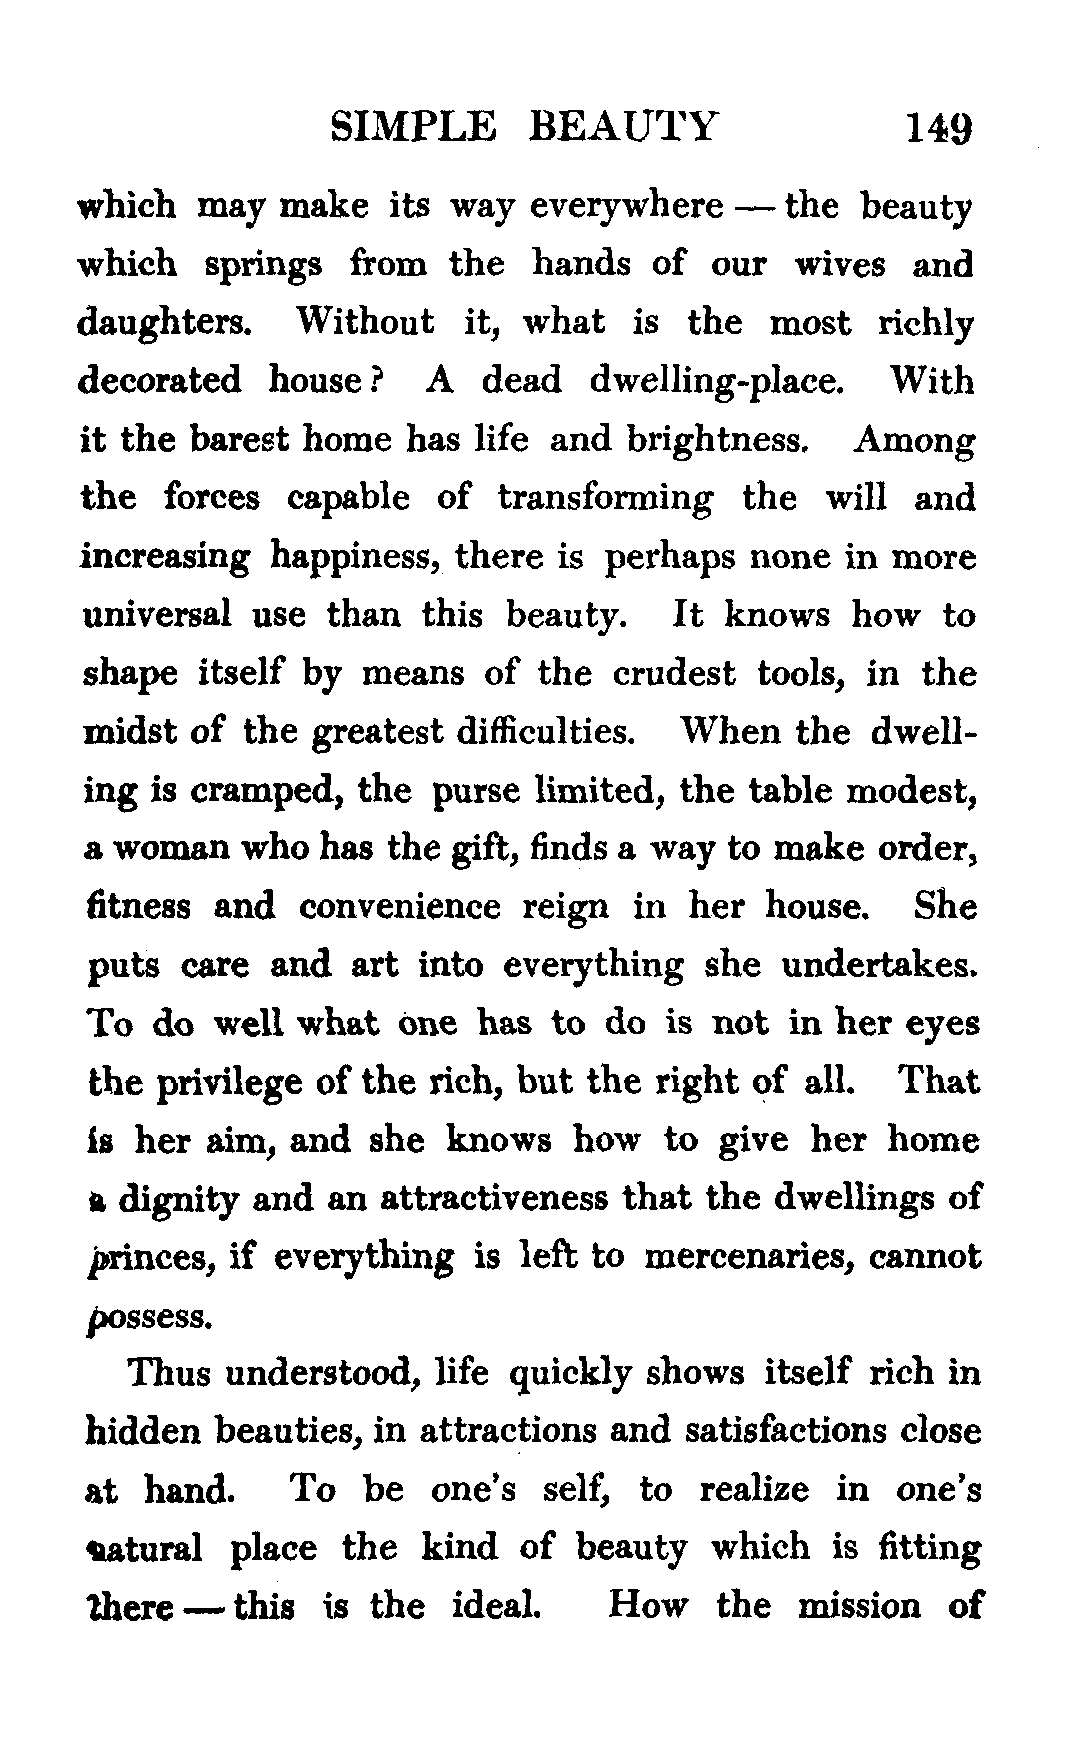 SIMPLE BEAUTY 149
which may make its way everywhere — the beauty
which springs from the hands of our wives and
daughters. Without it, what is the most richly
decorated house? A dead dwelling-place. With
it the barest home has life and brightness. Among
the forces capable of transforming the will and
increasing happiness, there is perhaps none in more
universal use than this beauty. It knows how to
shape itself by means of the crudest tools, in the
midst of the greatest difficulties. When the dwell-
ing is cramped, the purse limited, the table modest,
a woman who has the gift, finds a way to make order,
fitness and convenience reign in her house. She
puts care and art into everything she undertakes.
To do well what one has to do is not in her eyes
the privilege of the rich, but the right of all. That
is her aim, and she knows how to give her home
a dignity and an attractiveness that the dwellings of
princes, if everything is left to mercenaries, cannot
possess.
Thus understood, life quickly shows itself rich in
hidden beauties, in attractions and satisfactions close
at hand. To be one's self, to realize in one's
natural place the kind of beauty which is fitting
there — this is the ideal. How the mission of